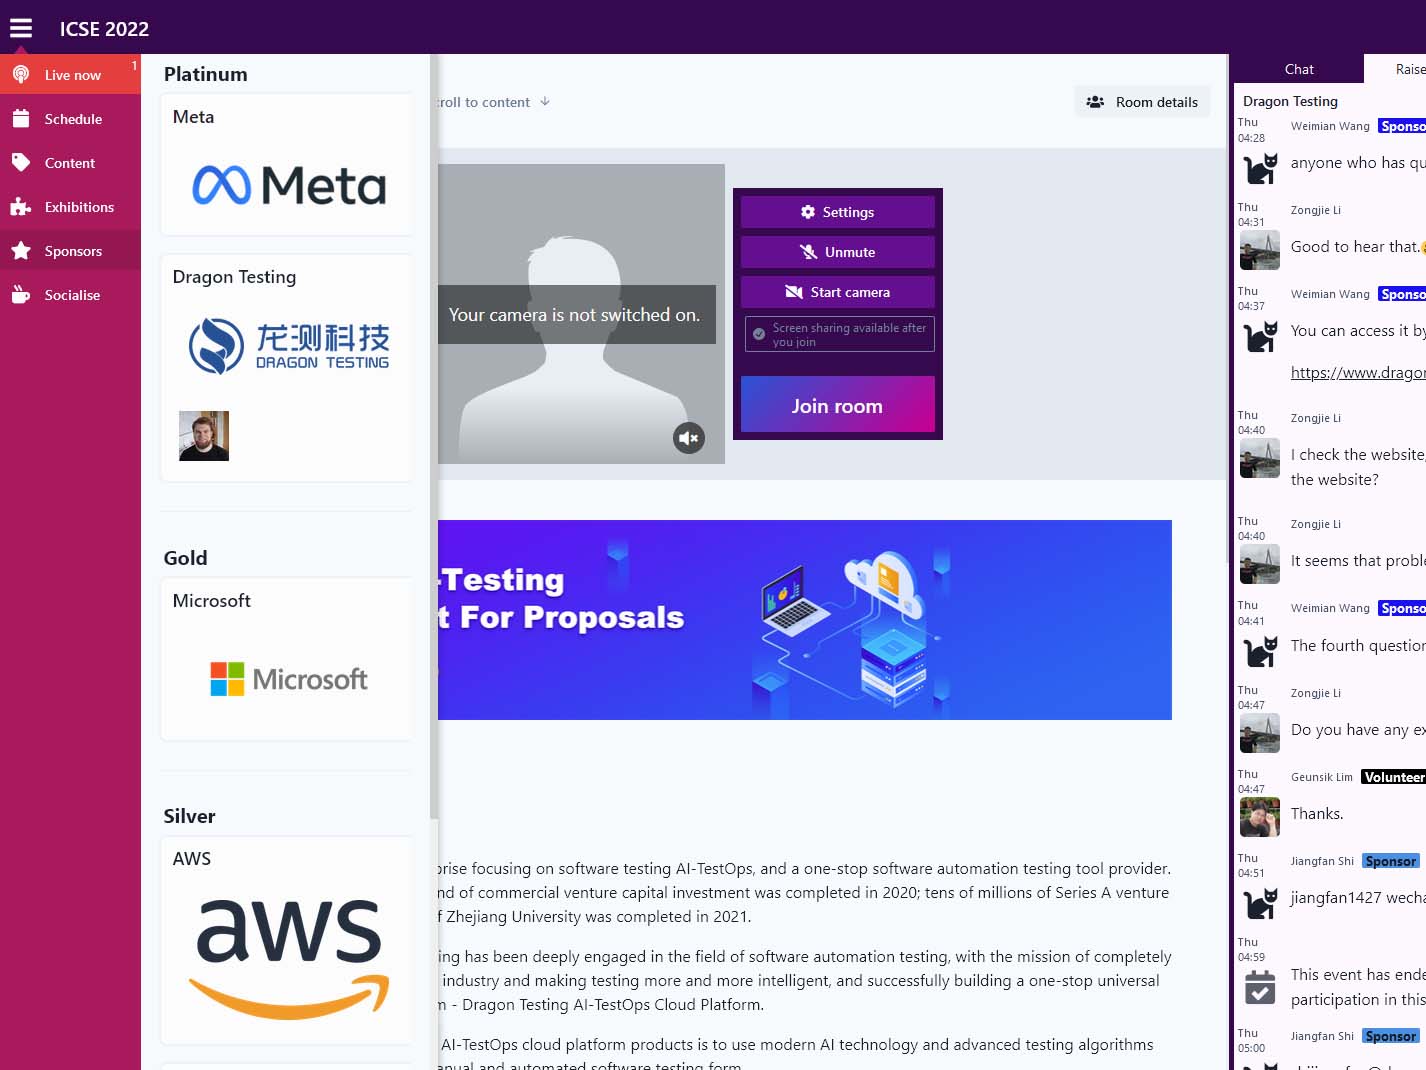 ICSE 2022
Live now
1
Schedule
Content
Exhibitions
Sponsors
Socialise
Platinum
Meta
Meta
Dragon Testing
龙测科技
DRAGON TESTING
Gold
Microsoft
Microsoft
Silver
AWS
aws
croll to content
Room details
Your camera is not switched on.
Settings
Unmute
Start camera
Screen sharing available after
you join
Join room
-Testing
t For Proposals
prise focusing on software testing AI-TestOps, and a one-stop software automation testing tool provider.
nd of commercial venture capital investment was completed in 2020; tens of millions of Series A venture
f Zhejiang University was completed in 2021.
ing has been deeply engaged in the field of software automation testing, with the mission of completely
industry and making testing more and more intelligent, and successfully building a one-stop universal
m - Dragon Testing AI-TestOps Cloud Platform.
AI-TestOps cloud platform products is to use modern AI technology and advanced testing algorithms
anual and automated software testing form
Chat
Raise
Dragon Testing
Thu
04:28
Weimian Wang Sponso
anyone who has qu
Thu
04:31
Zongjie Li
Good to hear that.
Thu
04:37
Weimian Wang Sponso
You can access it by
https://www.dragon
Thu
04:40
Zongjie Li
I check the website,
the website?
Thu
04:40
Zongjie Li
It seems that proble
Thu
04:41
Weimian Wang Sponso
The fourth question
Thu
04:47
Zongjie Li
Do you have any ex
Thu
04:47
Geunsik Lim Volunteer
Thanks.
Thu
04:51
Jiangfan Shi Sponsor
jiangfan1427 wecha
Thu
04:59
This event has ende
participation in this
Thu
05:00
Jiangfan Shi Sponsor